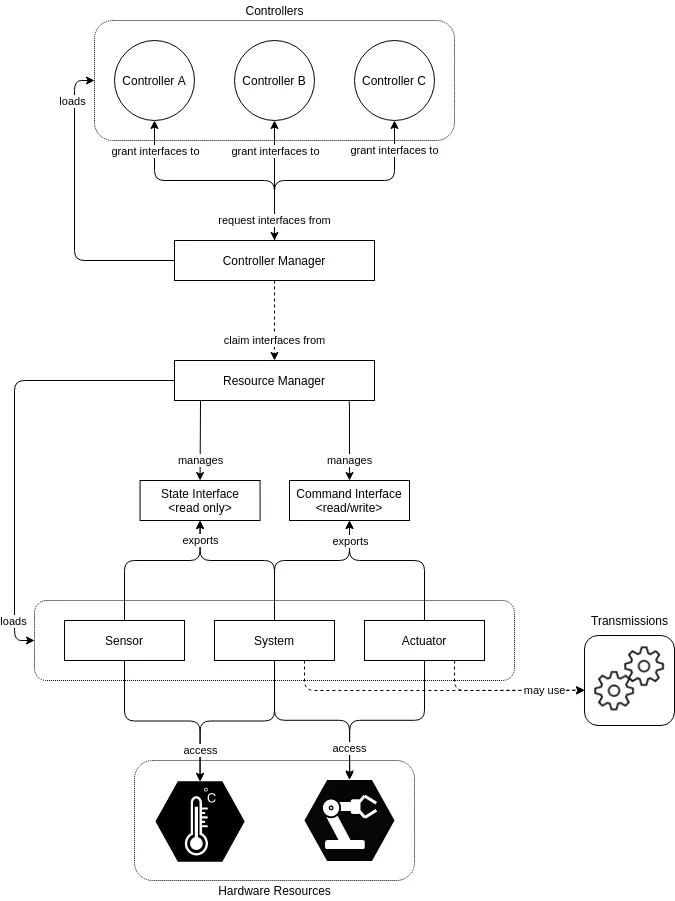 Controllers
Controller A
Controller B
Controller C
loads
grant interfaces to
grant interfaces to
grant interfaces to
request interfaces from
Controller Manager
claim interfaces from
Resource Manager
manages
manages
State Interface
<read only>
Command Interface
<read/write>
exports
exports
loads
Sensor
System
Actuator
Transmissions
may use
access
access
°C
Hardware Resources